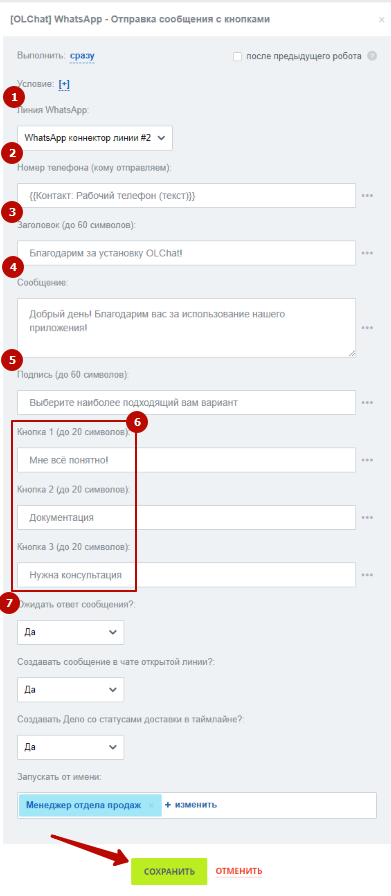 [OLChat] WhatsApp - Отправка сообщения с кнопками
Выполнить: сразу
после предыдущего робота ?
Условие: [+]
1
Линия WhatsApp:
WhatsApp коннектор линии #2
2
Номер телефона (кому отправляем):
{{Контакт: Рабочий телефон (текст)}}
3
Заголовок (до 60 символов):
Благодарим за установку OLChat!
4
Сообщение:
Добрый день! Благодарим вас за использование нашего
приложения!
5
Подпись (до 60 символов):
Выберите наиболее подходящий вам вариант
6
Кнопка 1 (до 20 символов):
Мне всё понятно!
Кнопка 2 (до 20 символов):
Документация
Кнопка 3 (до 20 символов):
Нужна консультация
7
Ожидать ответ сообщения?:
Да
Создавать сообщение в чате открытой линии?:
Да
Создавать Дело со статусами доставки в таймлайне?:
Да
Запускать от имени:
Менеджер отдела продаж × + изменить
СОХРАНИТЬ ОТМЕНИТЬ